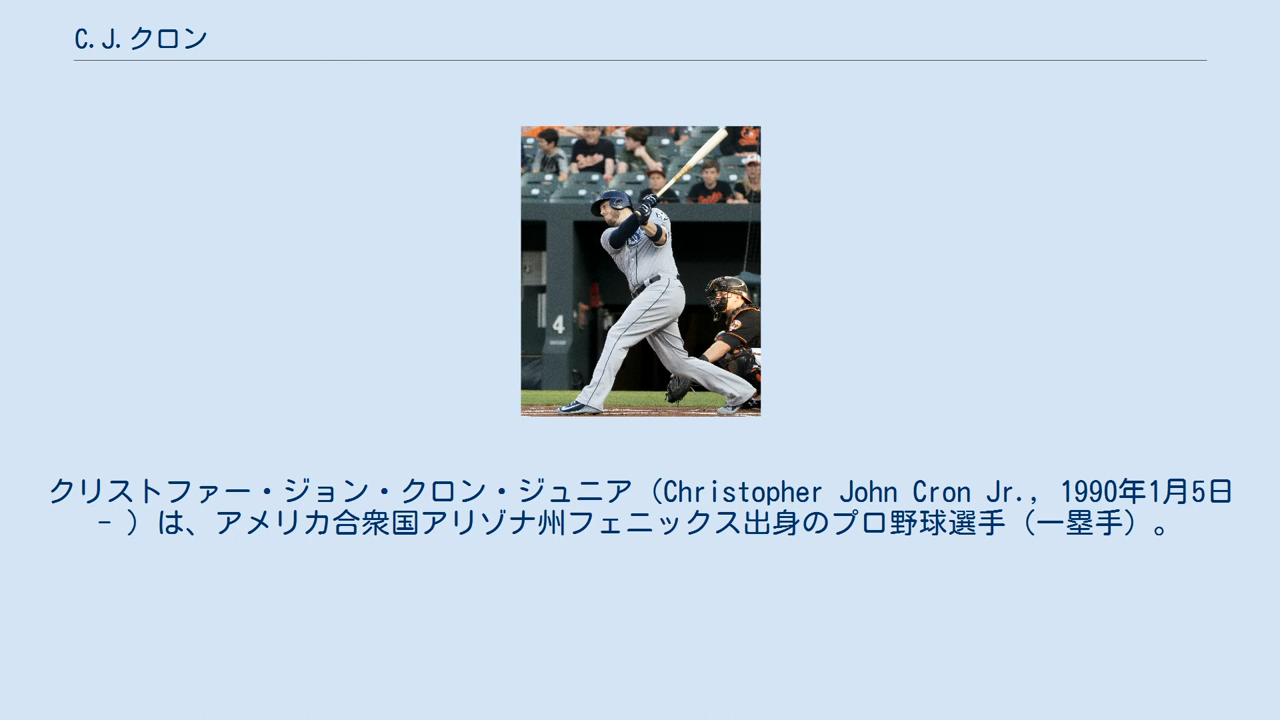 C.J.クロン
4
クリストファー・ジョン・クロン・ジュニア（Christopher John Cron Jr., 1990年1月5日
- ）は、アメリカ合衆国アリゾナ州フェニックス出身のプロ野球選手（一塁手）。